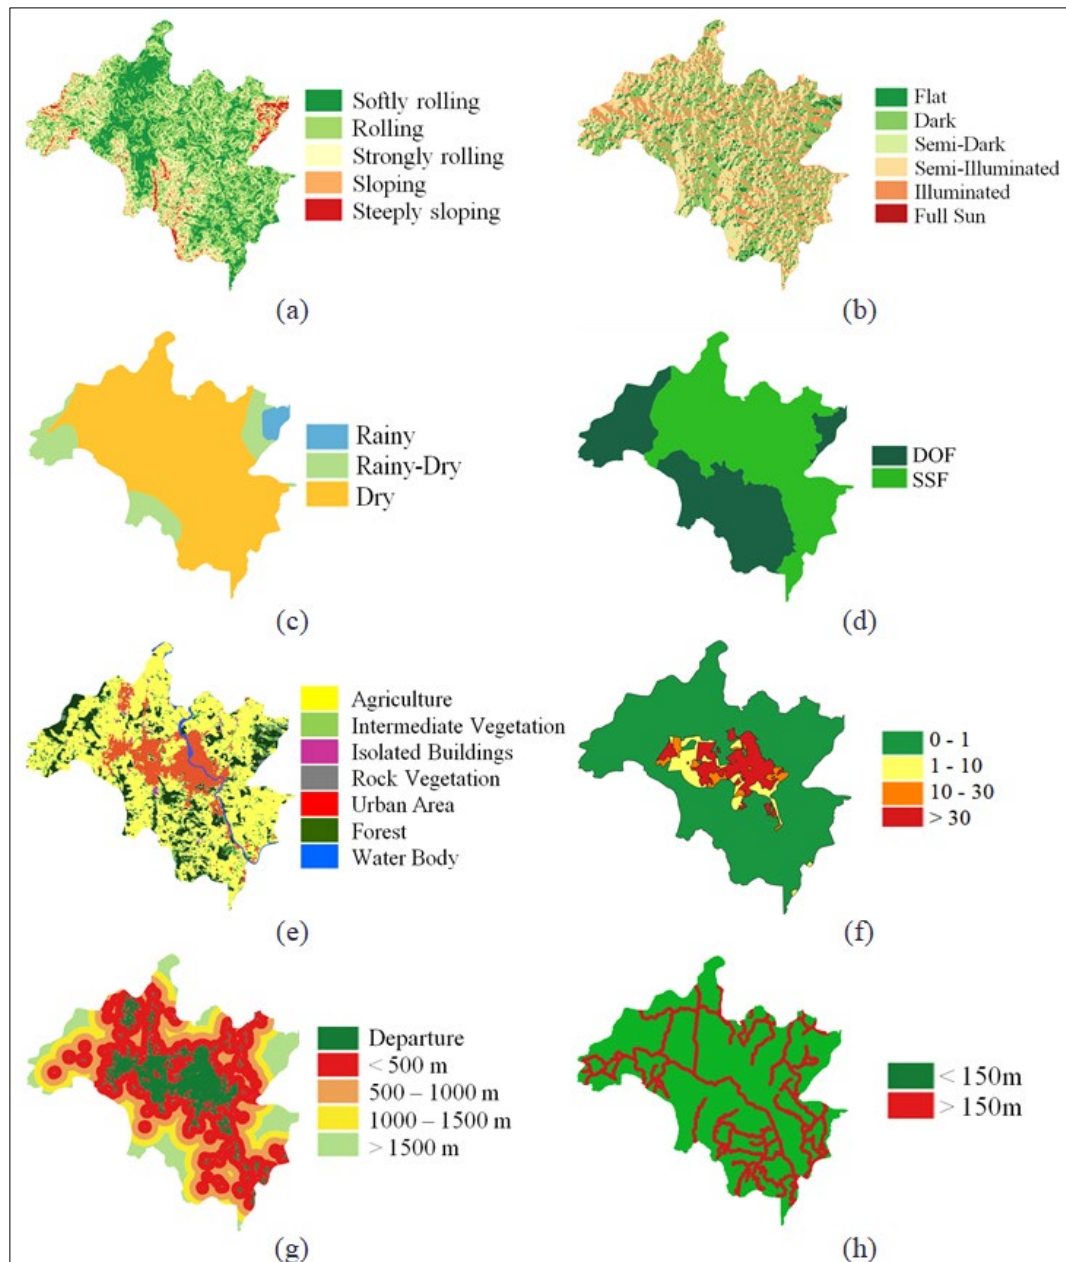 Softly rolling
Rolling
Strongly rolling
Sloping
Steeply sloping
(a)
Flat
Dark
Semi-Dark
Semi-Illuminated
Illuminated
Full Sun
(b)
Rainy
Rainy-Dry
Dry
(c)
DOF
SSF
(d)
Agriculture
Intermediate Vegetation
Isolated Buildings
Rock Vegetation
Urban Area
Forest
Water Body
(e)
0 - 1
1 - 10
10 - 30
> 30
(f)
Departure
< 500 m
500 – 1000 m
1000 – 1500 m
> 1500 m
(g)
< 150m
> 150m
(h)